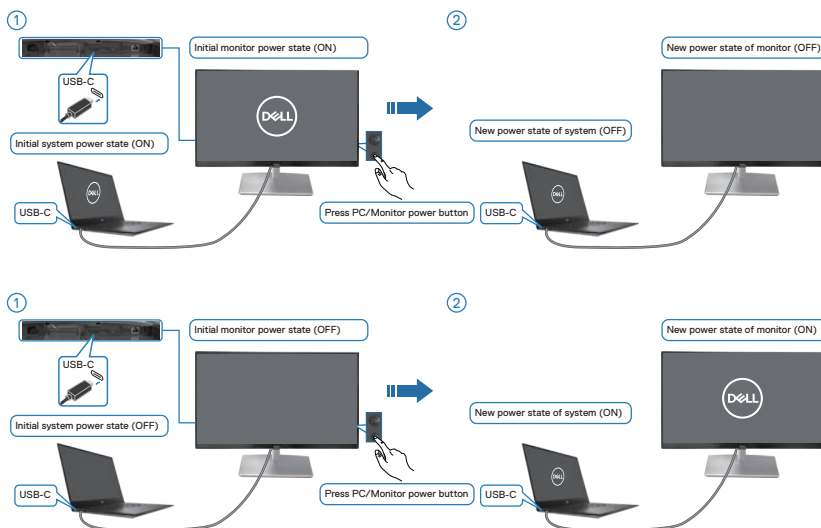 1
2
Initial monitor power state (ON)
New power state of monitor (OFF)
USB-C
DELL
New power state of system (OFF)
Initial system power state (ON)
DELL
DELL
USB-C
Press PC/Monitor power button
USB-C
1
2
Initial monitor power state (OFF)
New power state of monitor (ON)
USB-C
DELL
New power state of system (ON)
Initial system power state (OFF)
DELL
USB-C
Press PC/Monitor power button
USB-C